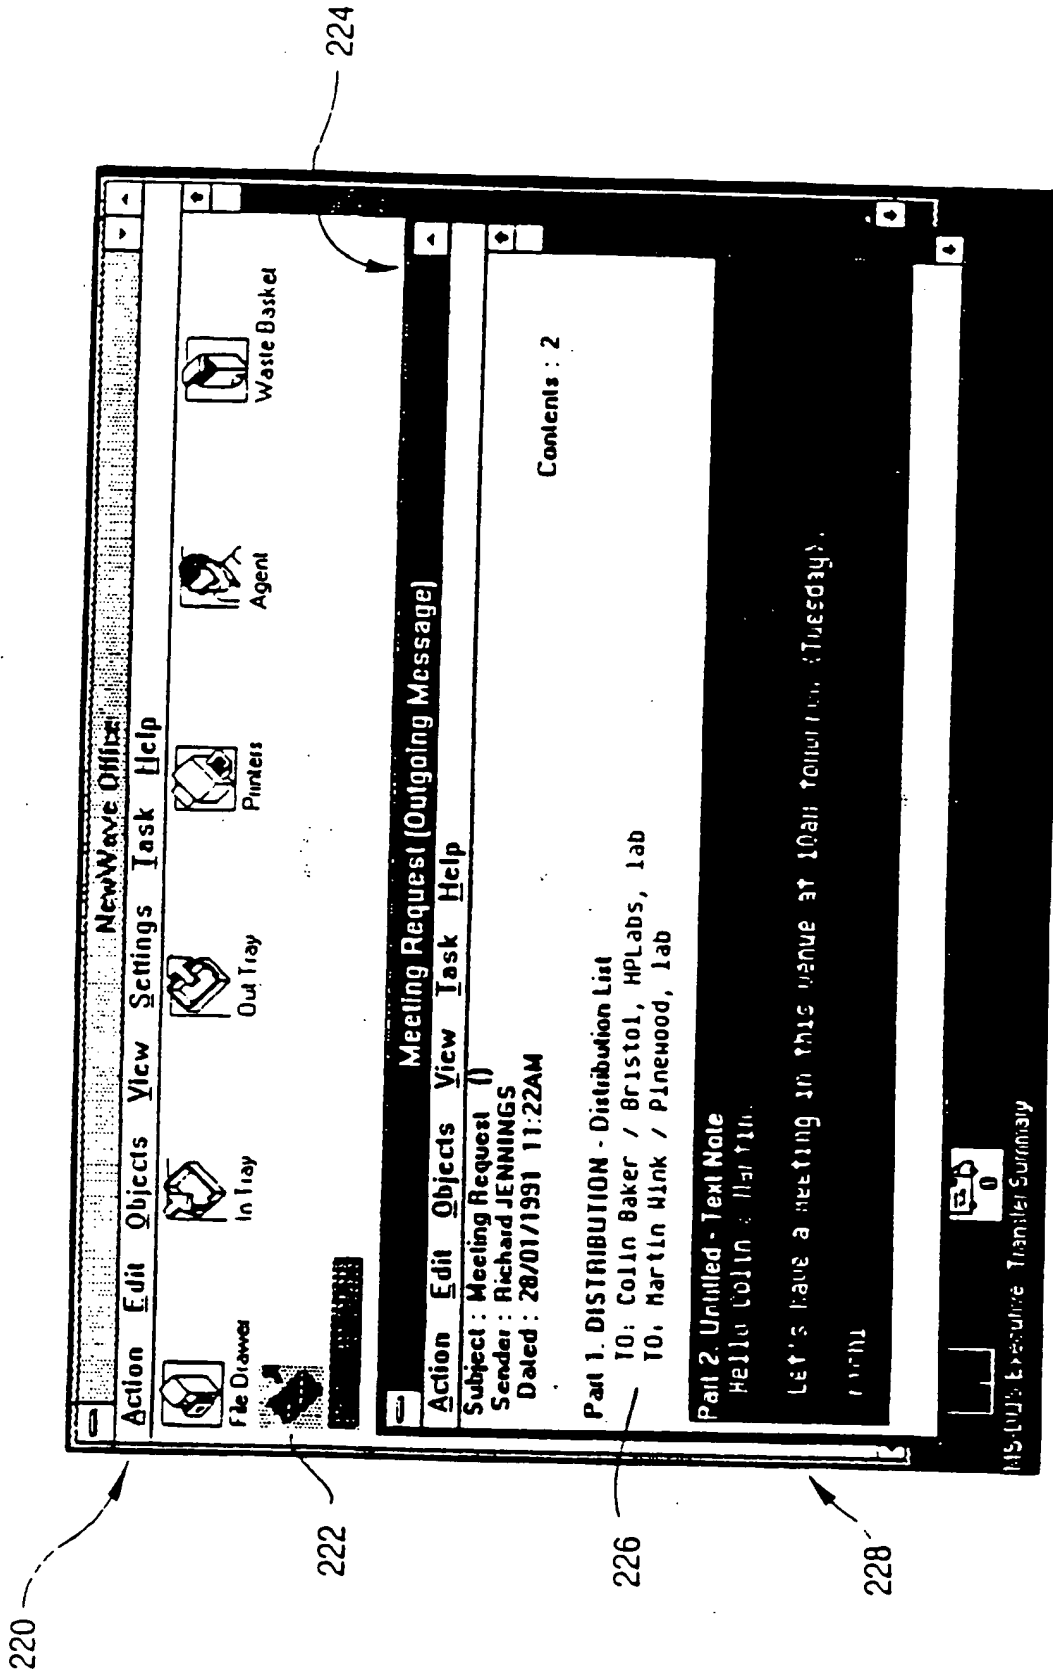 220
NewWave Office
Action Edit Objects View Settings Task Help
File Drawer
In Tray
Out Tray
Printers
Agent
Waste Basket
222
224
Meeting Request (Outgoing Message)
Action Edit Objects View Task Help
Subject : Meeting Request ()
Sender : Richard JENNINGS
Dated : 28/01/1991 11:22AM
Contents : 2
Part 1. DISTRIBUTION - Distribution List
TO: Colin Baker / Bristol, HPLabs, lab
TO: Martin Wink / Pinewood, lab
226
Part 2. Untitled - Text Note
Hello Colin Martin.
Let's have a meeting in this venue at 10am (Tuesday).
228
0
MS-DOS Executive Transfer Summary